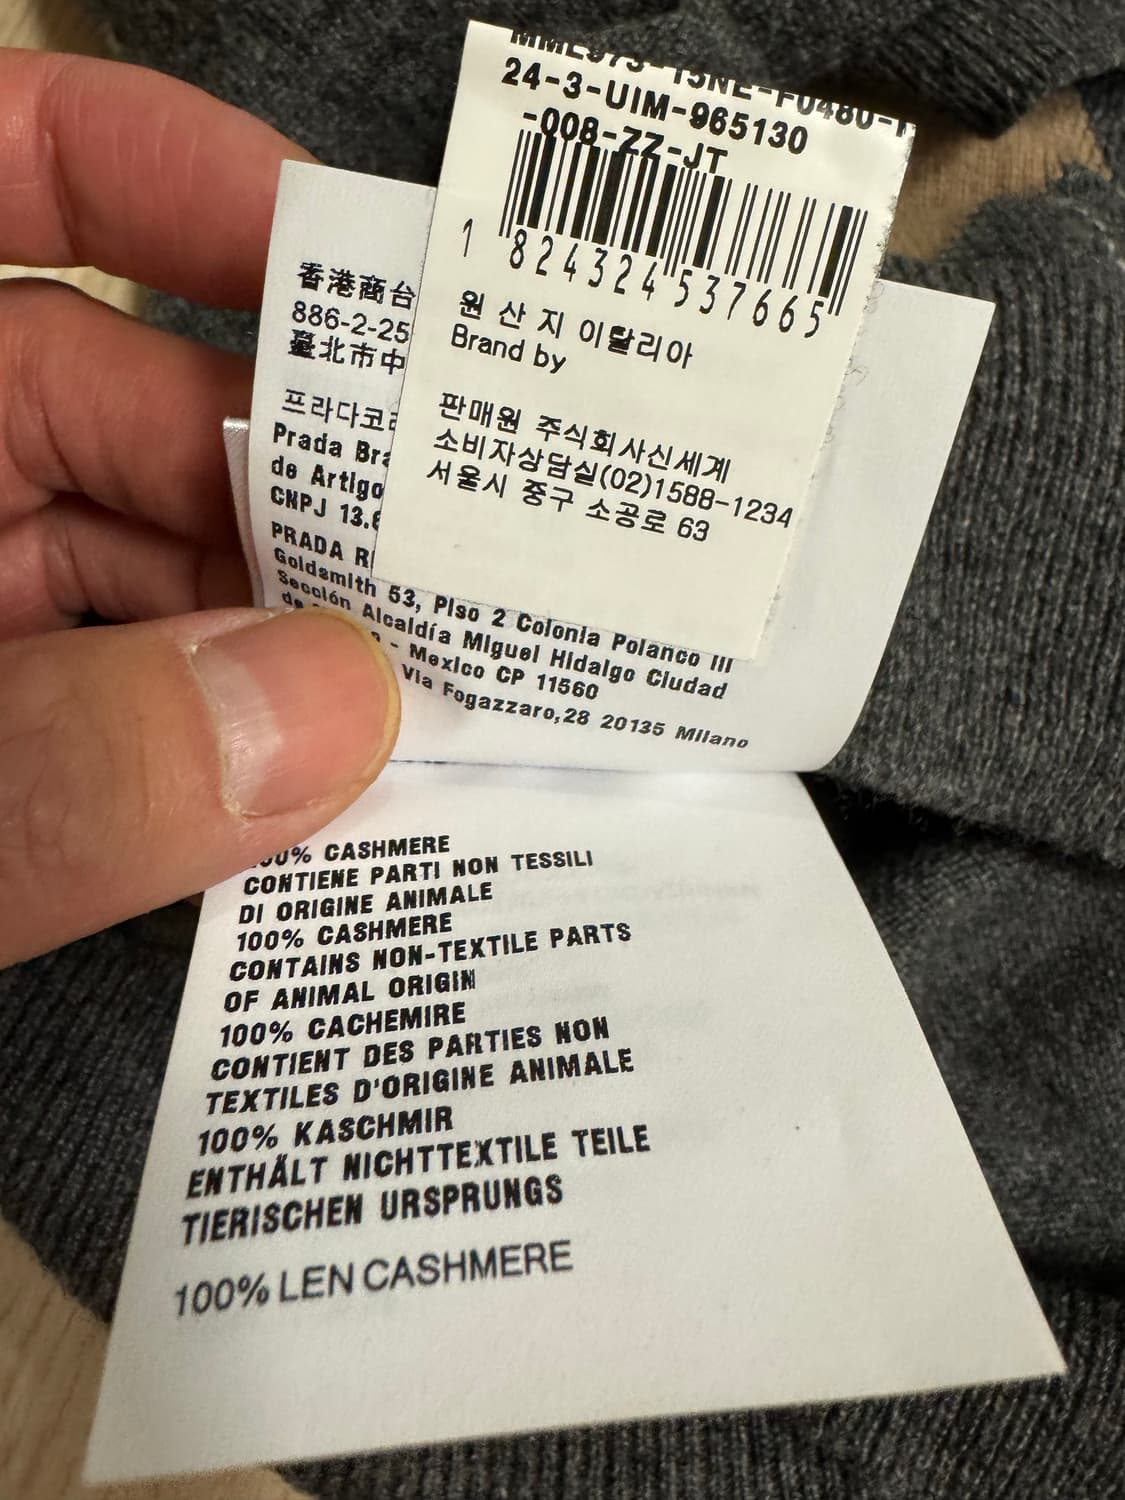 24-3-UIM-965130
-008-ZZ-JT
1 824324 537665
원산지 이탈리아
Brand by
판매원 주식회사신세계
소비자상담실(02)1588-1234
서울시 중구 소공로 63
香港商台
886-2-25
臺北市中
프라다코
Prada Bra
de Artigo
CNPJ 13.6
PRADA R
Goldsmith 53, Piso 2 Colonia Polanco III
Sección Alcaldía Miguel Hidalgo Ciudad
de - Mexico CP 11560
Via Fogazzaro,28 20135 Milano
100% CASHMERE
CONTIENE PARTI NON TESSILI
DI ORIGINE ANIMALE
100% CASHMERE
CONTAINS NON-TEXTILE PARTS
OF ANIMAL ORIGIN
100% CACHEMIRE
CONTIENT DES PARTIES NON
TEXTILES D'ORIGINE ANIMALE
100% KASCHMIR
ENTHÄLT NICHTTEXTILE TEILE
TIERISCHEN URSPRUNGS
100% LEN CASHMERE